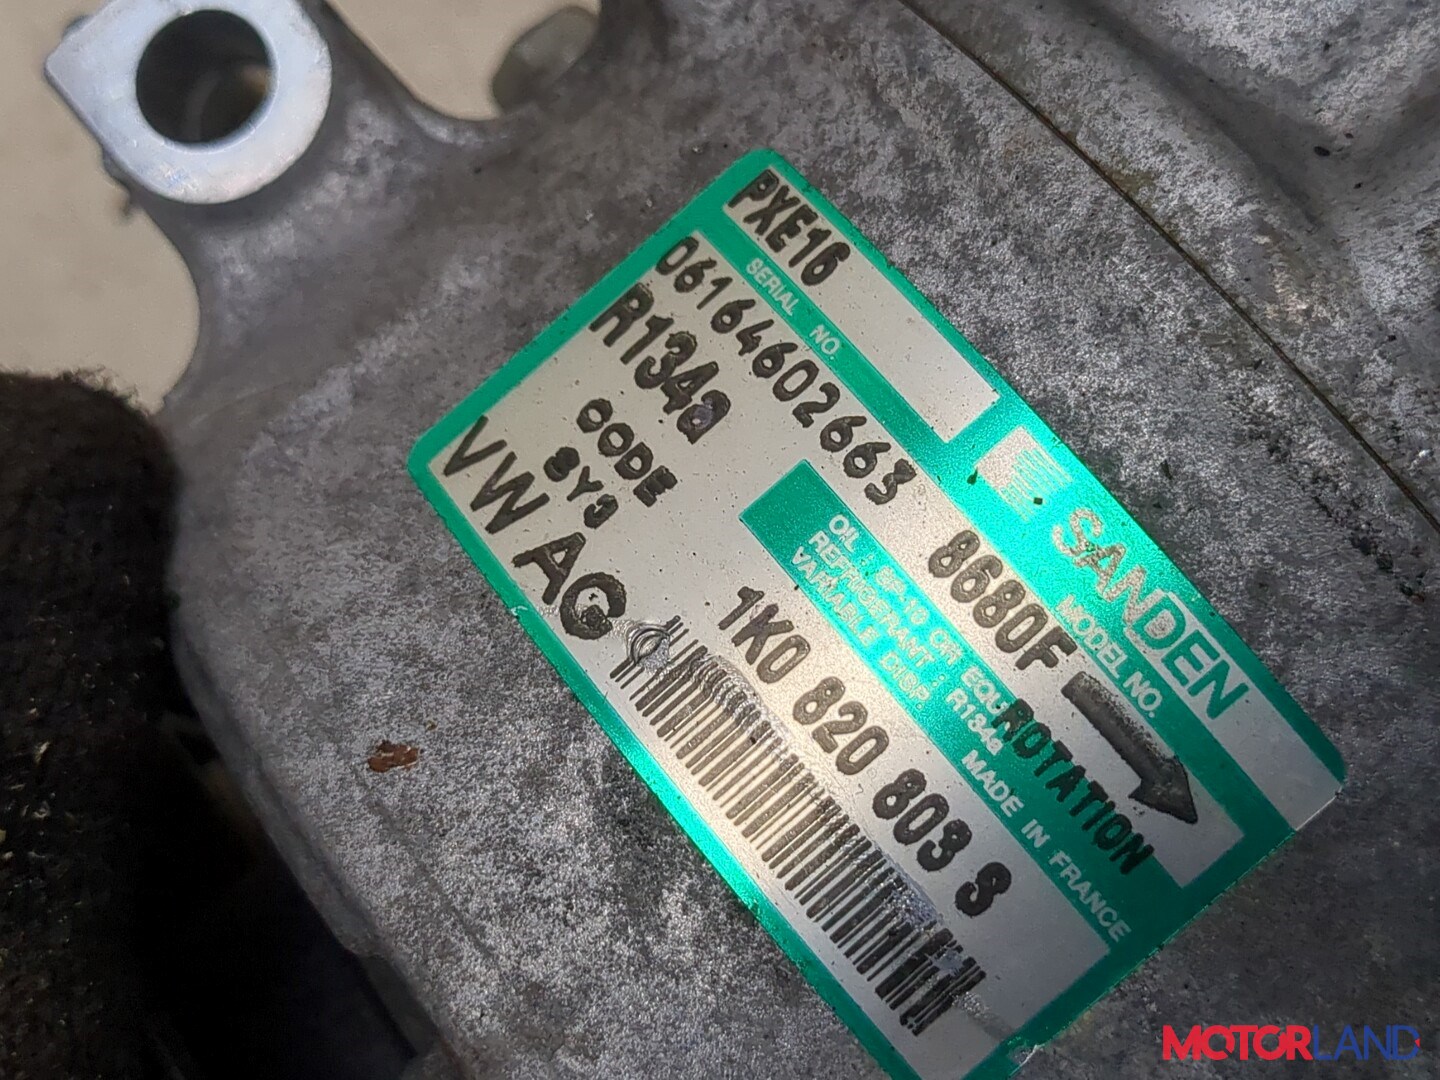 PXE16
SERIAL NO.
06164602663
R134a
CODE
8Y3
VW AG
SANDEN
MODEL NO.
8680F
ROTATION
OIL : SP-10 OR EQU
REFRIGERANT : R134a
VARIABLE DISP.
MADE IN FRANCE
1K0 820 803 S
MOTORLAND